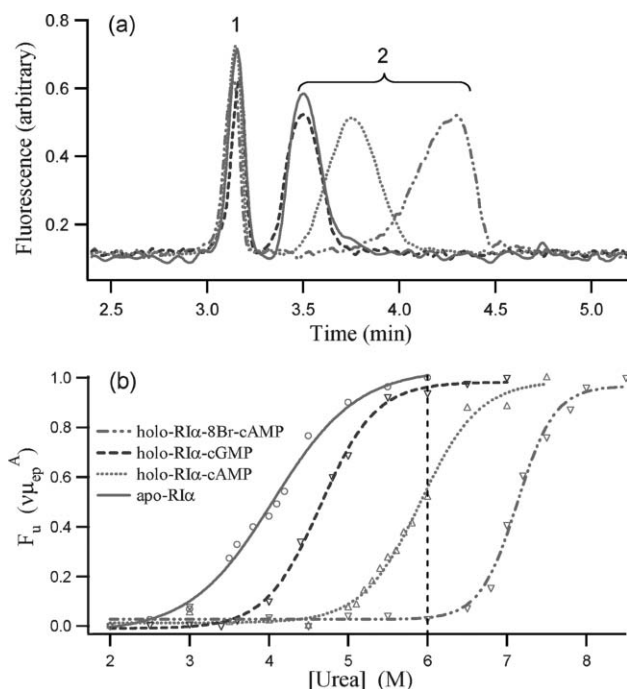 (a)
1
2
0.8
0.6
0.4
0.2
Fluorescence (arbitrary)
2.5 3.0 3.5 4.0 4.5 5.0
Time (min)
(b)
1.0
0.8
0.6
0.4
0.2
0.0
F_u (νμ_ep^A)
holo-RIα-8Br-cAMP
holo-RIα-cGMP
holo-RIα-cAMP
apo-RIα
2 3 4 5 6 7 8
[Urea] (M)